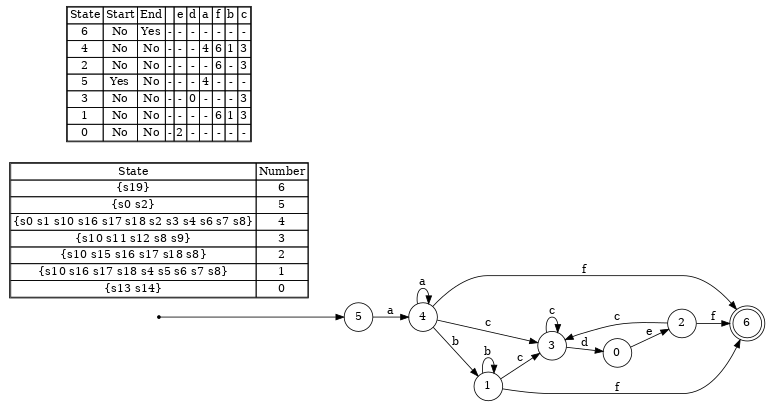 State Start End e d a f b c
6 No Yes - - - - - - -
4 No No - - - 4 6 1 3
2 No No - - - - 6 - 3
5 Yes No - - - 4 - - -
3 No No - - 0 - - - 3
1 No No - - - - 6 1 3
0 No No - 2 - - - - -
State Number
{s19} 6
{s0 s2} 5
{s0 s1 s10 s16 s17 s18 s2 s3 s4 s6 s7 s8} 4
{s10 s11 s12 s8 s9} 3
{s10 s15 s16 s17 s18 s8} 2
{s10 s16 s17 s18 s4 s5 s6 s7 s8} 1
{s13 s14} 0
f
a
5 a 4 c c c 2 f 6
b 3 d 0 e
b c
1 f